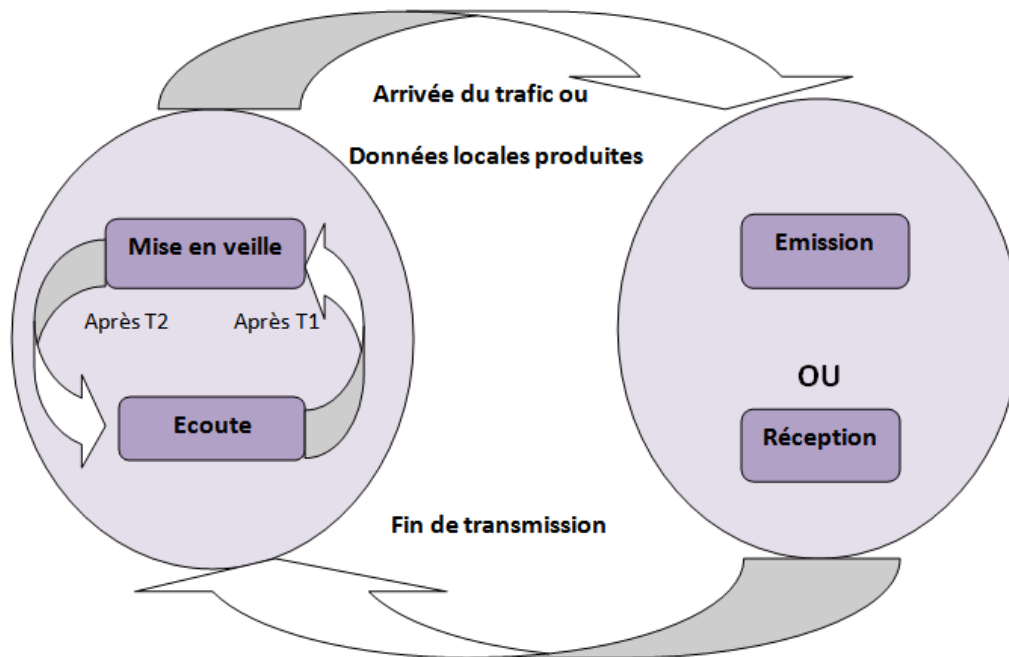 Arrivée du trafic ou
Données locales produites
Mise en veille
Après T2
Après T1
Ecoute
Emission
OU
Réception
Fin de transmission